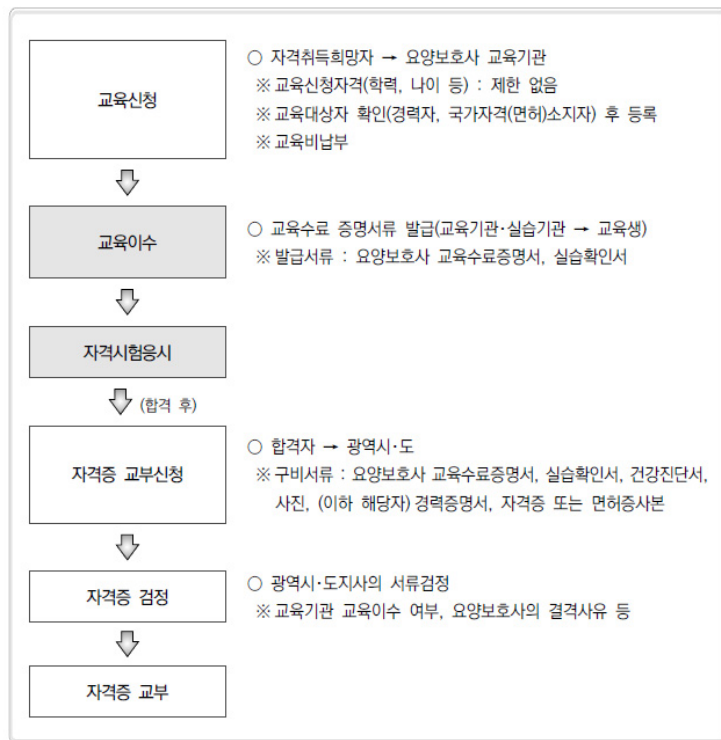 교육신청
○ 자격취득희망자 → 요양보호사 교육기관
※ 교육신청자격(학력, 나이 등) : 제한 없음
※ 교육대상자 확인(경력자, 국가자격(면허)소지자) 후 등록
※ 교육비납부
교육이수
○ 교육수료 증명서류 발급(교육기관·실습기관 → 교육생)
※ 발급서류 : 요양보호사 교육수료증명서, 실습확인서
자격시험응시
(합격 후)
자격증 교부신청
○ 합격자 → 광역시·도
※ 구비서류 : 요양보호사 교육수료증명서, 실습확인서, 건강진단서,
사진, (이하 해당자) 경력증명서, 자격증 또는 면허증사본
자격증 검정
○ 광역시·도지사의 서류검정
※ 교육기관 교육이수 여부, 요양보호사의 결격사유 등
자격증 교부